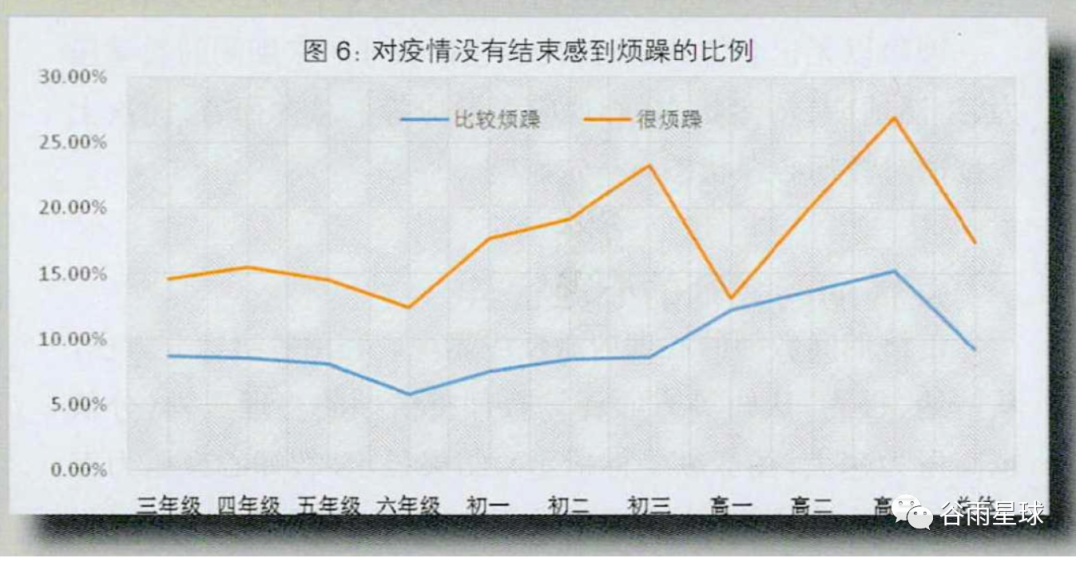 图 6：对疫情没有结束感到烦躁的比例
30.00%
比较烦躁 很烦躁
25.00%
20.00%
15.00%
10.00%
5.00%
0.00%
三年级 四年级 五年级 六年级 初一 初二 初三 高一 高二 高
谷雨星球